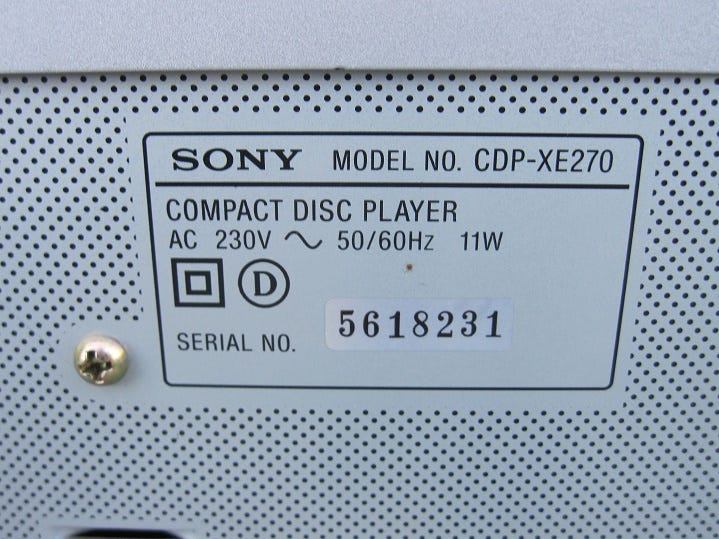 SONY MODEL NO. CDP-XE270
COMPACT DISC PLAYER
AC 230V ~ 50/60Hz 11W
D
SERIAL NO. 5618231